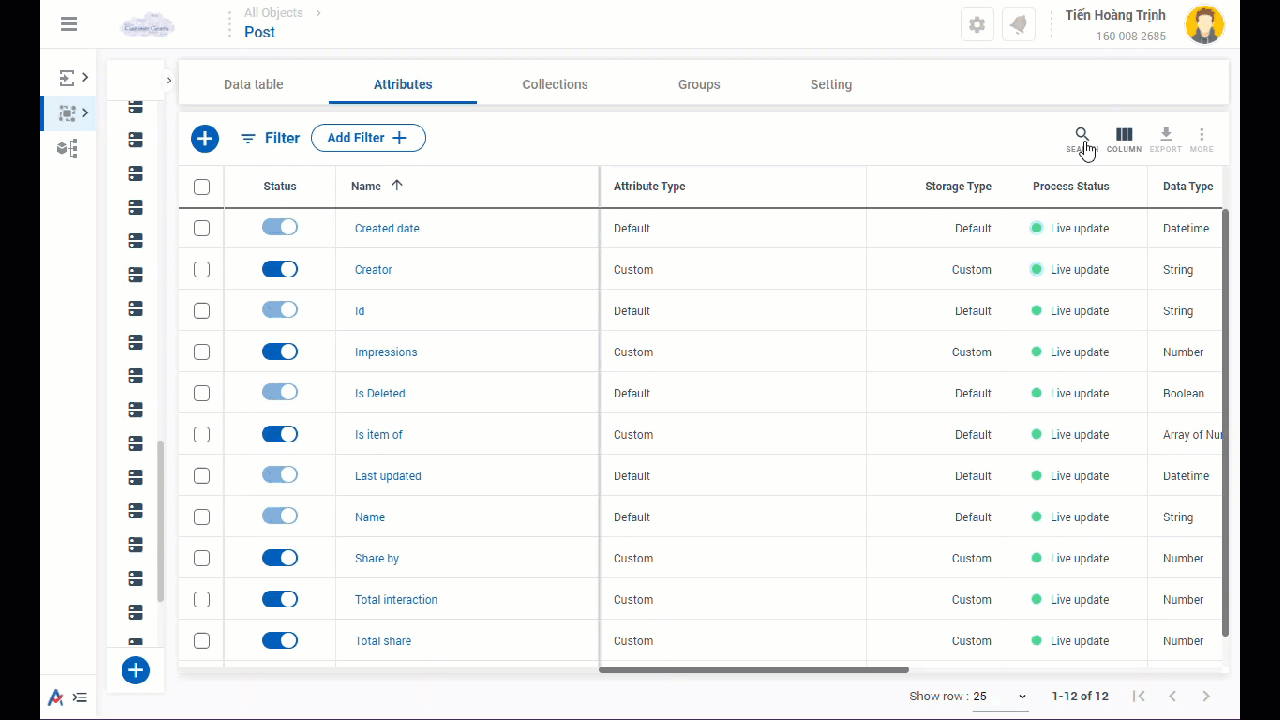 All Objects
Post
Tiến Hoàng Trịnh
160 008 2685
Data table Attributes Collections Groups Setting
Filter Add Filter
COLUMN EXPORT MORE
Status Name Attribute Type Storage Type Process Status Data Type
Created date Default Default Live update Datetime
Creator Custom Custom Live update String
Id Default Default Live update String
Impressions Custom Custom Live update Number
Is Deleted Default Default Live update Boolean
Is item of Custom Default Live update Array of
Last updated Default Default Live update Datetime
Name Default Default Live update String
Share by Custom Custom Live update Number
Total interaction Custom Custom Live update Number
Total share Custom Custom Live update Number
Show row : 25 1-12 of 12